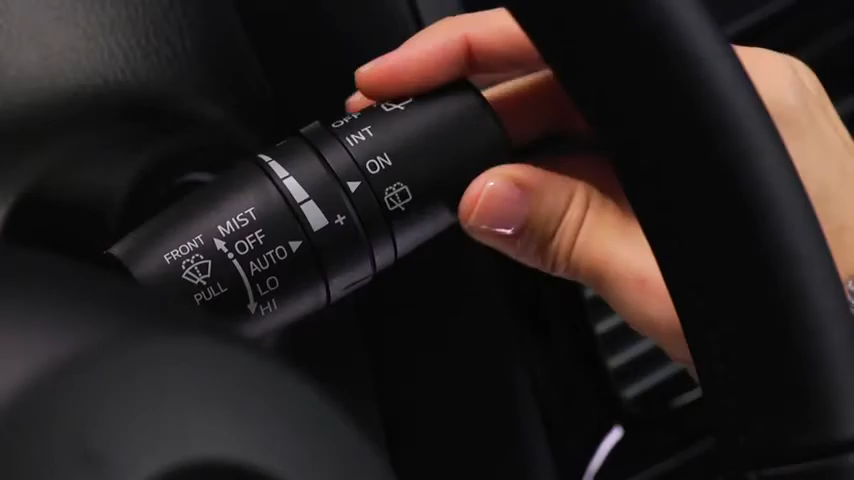 OFF
INT
ON
+
FRONT
PULL
MIST
OFF
AUTO
LO
HI